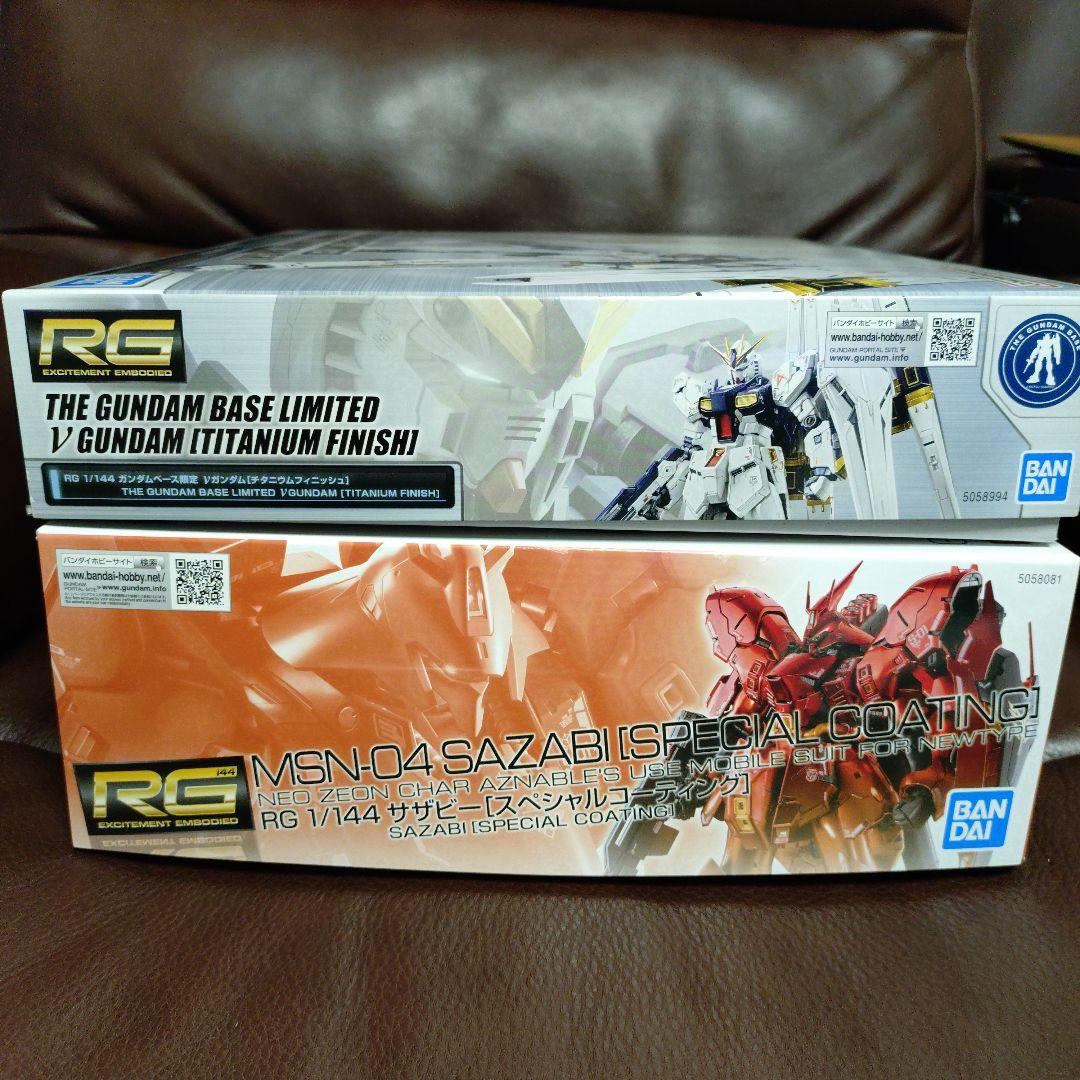 BAN
RG
EXCITEMENT EMBODIED
THE GUNDAM BASE LIMITED
ν GUNDAM [TITANIUM FINISH]
RG 1/144 ガンダムベース限定 νガンダム[チタニウムフィニッシュ]
THE GUNDAM BASE LIMITED νGUNDAM [TITANIUM FINISH]
バンダイホビーサイト 検索
www.bandai-hobby.net/
GUNDAM PORTAL SITE
www.gundam.info
THE GUNDAM BASE
5058994
BAN
DAI
バンダイホビーサイト 検索
www.bandai-hobby.net/
GUNDAM
PORTAL SITE www.gundam.info
5058081
RG 144
EXCITEMENT EMBODIED
MSN-04 SAZABI [SPECIAL COATING]
NEO ZEON CHAR AZNABLE'S USE MOBILE SUIT FOR NEWTYPE
RG 1/144 サザビー[スペシャルコーティング]
SAZABI [SPECIAL COATING]
BAN
DAI